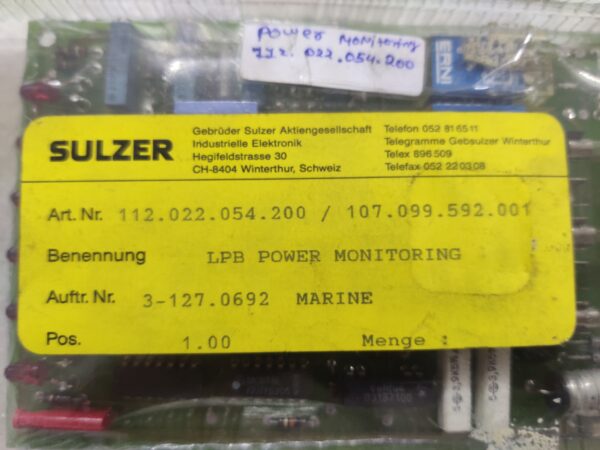 Power Monitoring
112.022.054.200
ERNI
SULZER
Gebrüder Sulzer Aktiengesellschaft
Industrielle Elektronik
Hegifeldstrasse 30
CH-8404 Winterthur, Schweiz
Telefon 052 81 65 11
Telegramme Gebsulzer Winterthur
Telex 896 509
Telefax 052 22 03 08
Art. Nr. 112.022.054.200 / 107.099.592.001
Benennung LPB POWER MONITORING
Auftr. Nr. 3-127.0692 MARINE
Pos. 1.00 Menge :